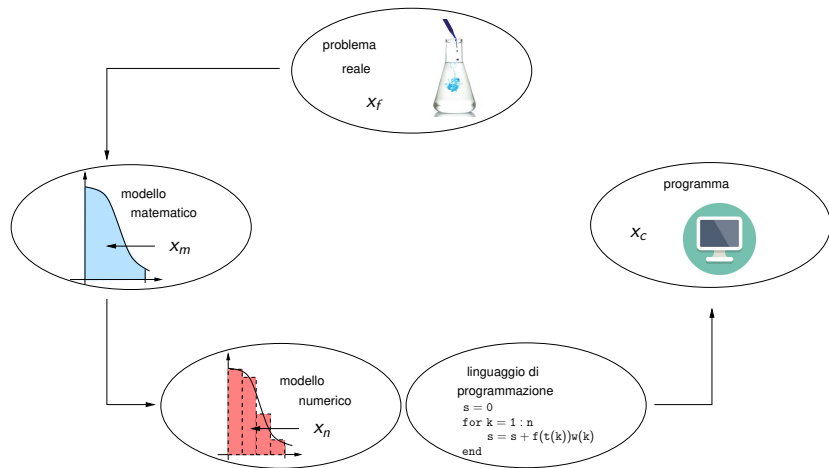 problema
reale
x_f
modello
matematico
x_m
programma
x_c
modello
numerico
x_n
linguaggio di
programmazione
s = 0
for k = 1 : n
s = s + f(t(k))w(k)
end